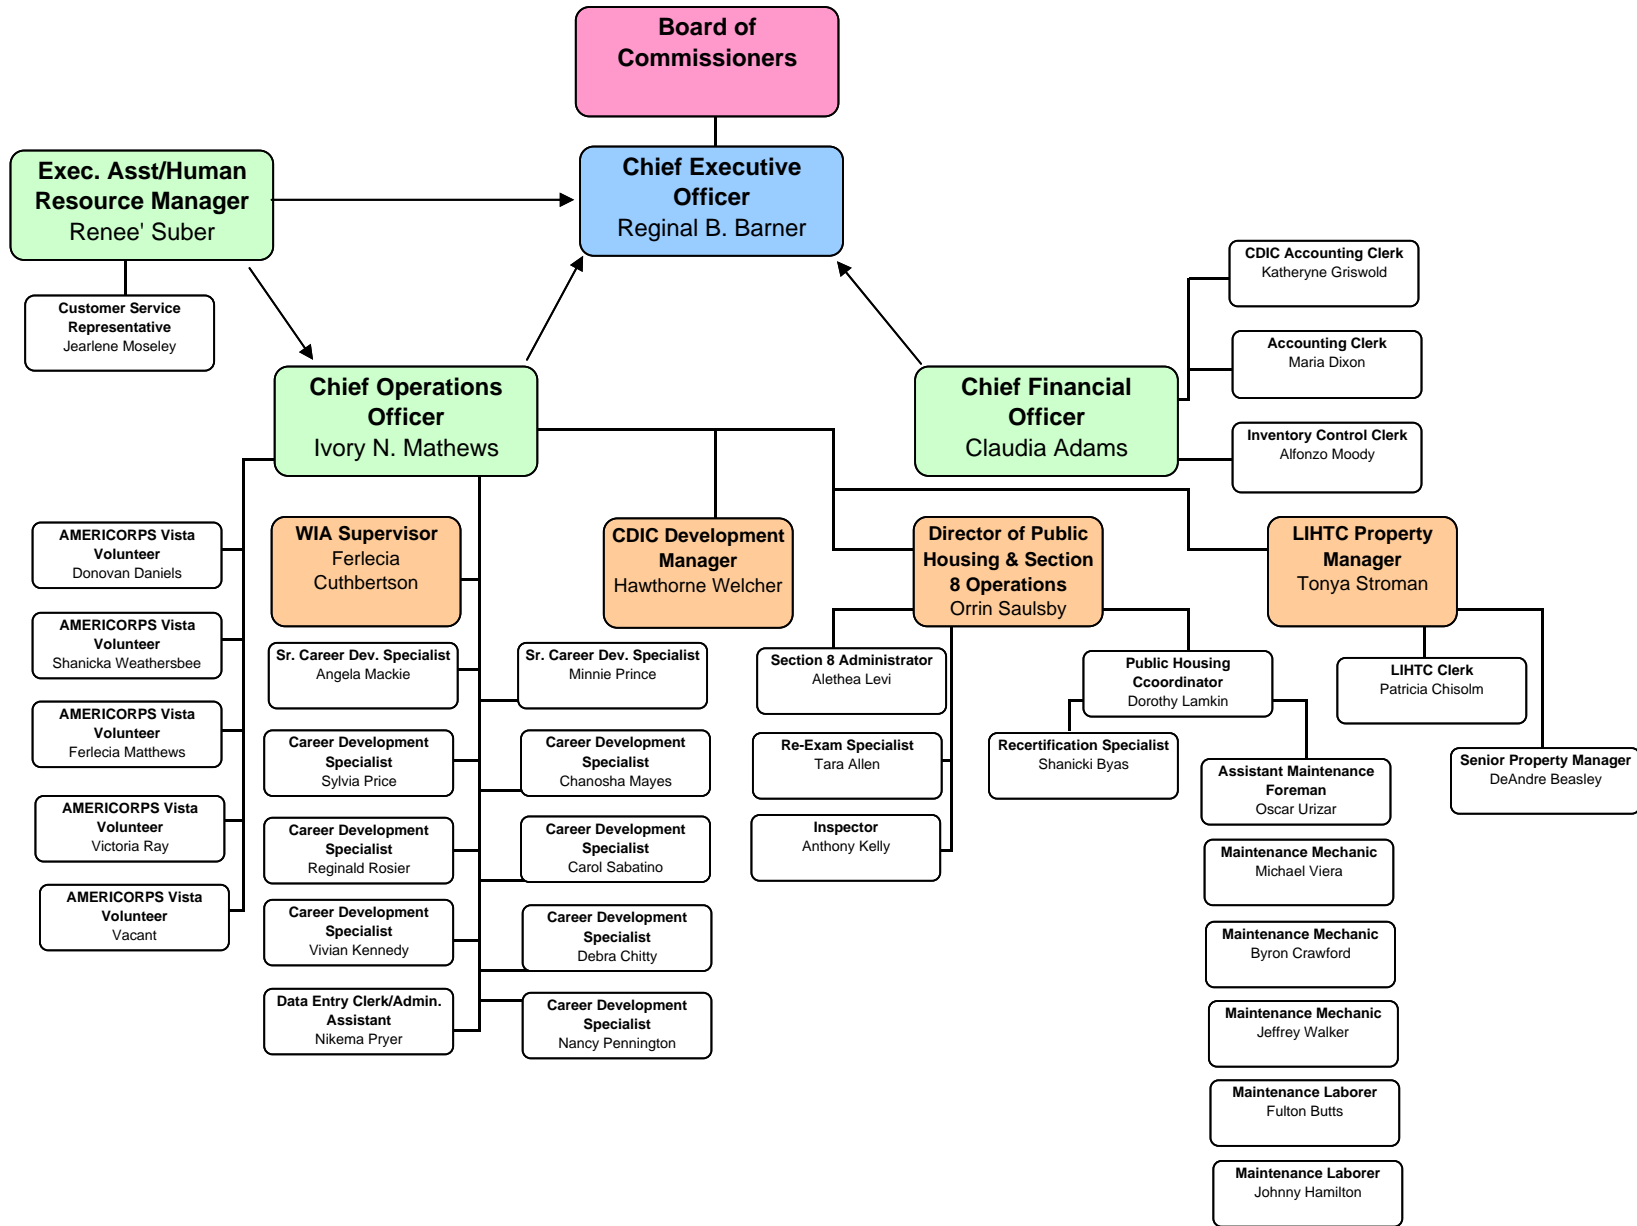 Board of
Commissioners
Chief Executive
Officer
Reginal B. Barner
Exec. Asst/Human
Resource Manager
Renee' Suber
Customer Service
Representative
Jearlene Moseley
CDIC Accounting Clerk
Katheryne Griswold
Accounting Clerk
Maria Dixon
Inventory Control Clerk
Alfonzo Moody
Chief Operations
Officer
Ivory N. Mathews
Chief Financial
Officer
Claudia Adams
AMERICORPS Vista
Volunteer
Donovan Daniels
AMERICORPS Vista
Volunteer
Shanicka Weathersbee
AMERICORPS Vista
Volunteer
Ferlecia Matthews
AMERICORPS Vista
Volunteer
Victoria Ray
AMERICORPS Vista
Volunteer
Vacant
WIA Supervisor
Ferlecia
Cuthbertson
Sr. Career Dev. Specialist
Angela Mackie
Sr. Career Dev. Specialist
Minnie Prince
Career Development
Specialist
Sylvia Price
Career Development
Specialist
Chanosha Mayes
Career Development
Specialist
Reginald Rosier
Career Development
Specialist
Carol Sabatino
Career Development
Specialist
Vivian Kennedy
Career Development
Specialist
Debra Chitty
Data Entry Clerk/Admin.
Assistant
Nikema Pryer
Career Development
Specialist
Nancy Pennington
CDIC Development
Manager
Hawthorne Welcher
Director of Public
Housing & Section
8 Operations
Orrin Saulsby
Section 8 Administrator
Alethea Levi
Re-Exam Specialist
Tara Allen
Inspector
Anthony Kelly
Public Housing
Ccoordinator
Dorothy Lamkin
Recertification Specialist
Shanicki Byas
Assistant Maintenance
Foreman
Oscar Urizar
Maintenance Mechanic
Michael Viera
Maintenance Mechanic
Byron Crawford
Maintenance Mechanic
Jeffrey Walker
Maintenance Laborer
Fulton Butts
Maintenance Laborer
Johnny Hamilton
LIHTC Property
Manager
Tonya Stroman
LIHTC Clerk
Patricia Chisolm
Senior Property Manager
DeAndre Beasley